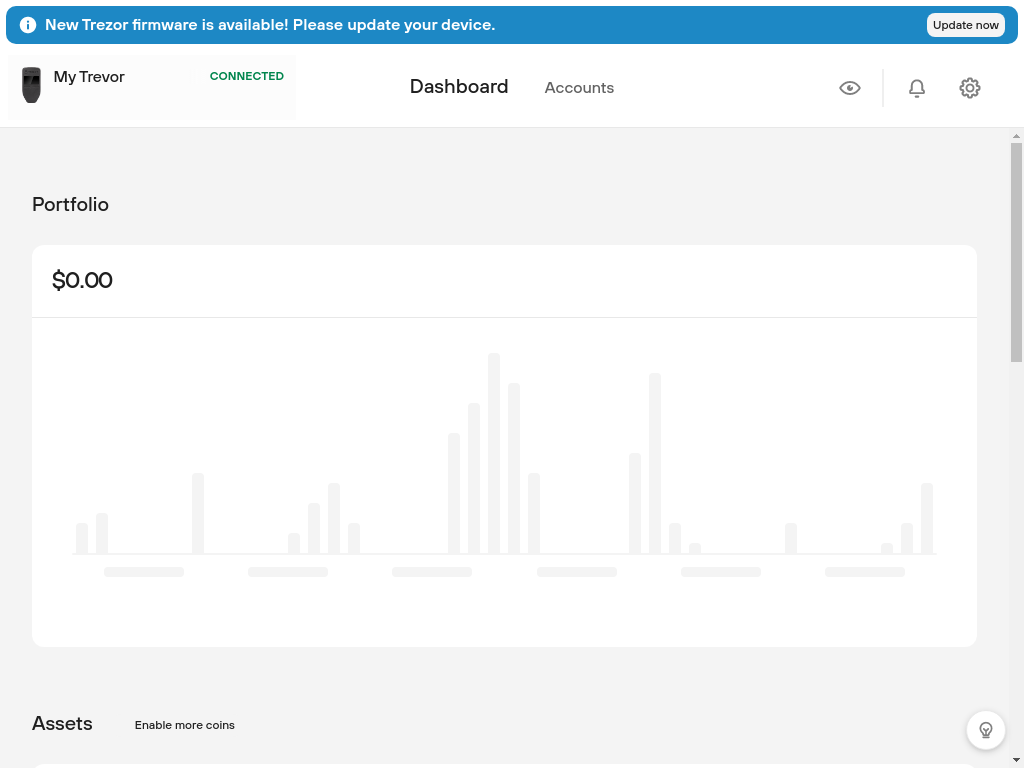 New Trezor firmware is available! Please update your device.
Update now
My Trevor
CONNECTED
Dashboard
Accounts
Portfolio
$0.00
Assets
Enable more coins